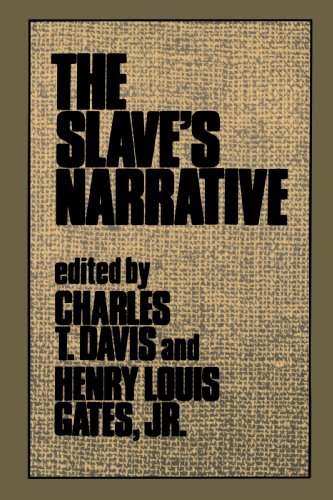 THE
SLAVE'S
NARRATIVE
edited by
CHARLES
T. DAVIS and
HENRY LOUIS
GATES, JR.